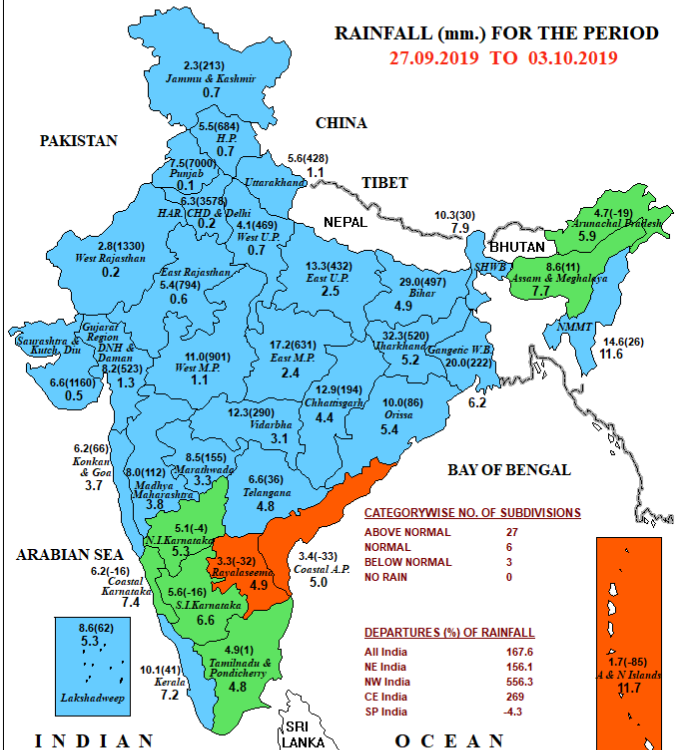 RAINFALL (mm.) FOR THE PERIOD
27.09.2019 TO 03.10.2019
2.3(213)
Jammu & Kashmir
0.7
CHINA
5.5(684)
H.P.
0.7
PAKISTAN
7.5(7000)
Punjab
0.1
5.6(428)
1.1
Uttarakhand
TIBET
6.3(3578)
HAR. CHD & Delhi
0.2
4.1(469)
West U.P.
0.7
NEPAL
10.3(30)
7.9
BHUTAN
4.7(-19)
Arunachal Pradesh
5.9
2.8(1330)
West Rajasthan
0.2
East Rajasthan
5.4(794)
0.6
13.3(432)
East U.P.
2.5
29.0(497)
Bihar
4.9
SHWB
8.6(11)
Assam & Meghalaya
7.7
NMMT
14.6(26)
11.6
Saurashtra &
Kutch, Diu
6.6(1160)
0.5
Gujarat
Region
DNH &
Daman
8.2(523)
1.3
11.0(901)
West M.P.
1.1
17.2(631)
East M.P.
2.4
32.3(520)
Jharkhand
5.2
Gangetic W.B.
20.0(222)
6.2
12.9(194)
Chhattisgarh
4.4
10.0(86)
Orissa
5.4
12.3(290)
Vidarbha
3.1
6.2(66)
Konkan
& Goa
3.7
8.0(112)
Madhya
Maharashtra
3.8
8.5(155)
Marathwada
3.3
6.6(36)
Telangana
4.8
BAY OF BENGAL
CATEGORYWISE NO. OF SUBDIVISIONS
ABOVE NORMAL 27
NORMAL 6
BELOW NORMAL 3
NO RAIN 0
ARABIAN SEA
5.1(-4)
N.I.Karnataka
5.3
3.3(-32)
Rayalaseema
4.9
3.4(-33)
Coastal A.P.
5.0
6.2(-16)
Coastal
Karnataka
7.4
5.6(-16)
S.I.Karnataka
6.6
8.6(62)
5.3
Lakshadweep
10.1(41)
Kerala
7.2
4.9(1)
Tamilnadu &
Pondicherry
4.8
DEPARTURES (%) OF RAINFALL
All India 167.6
NE India 156.1
NW India 556.3
CE India 269
SP India -4.3
1.7(-85)
A & N Islands
11.7
SRI
LANKA
INDIAN OCEAN